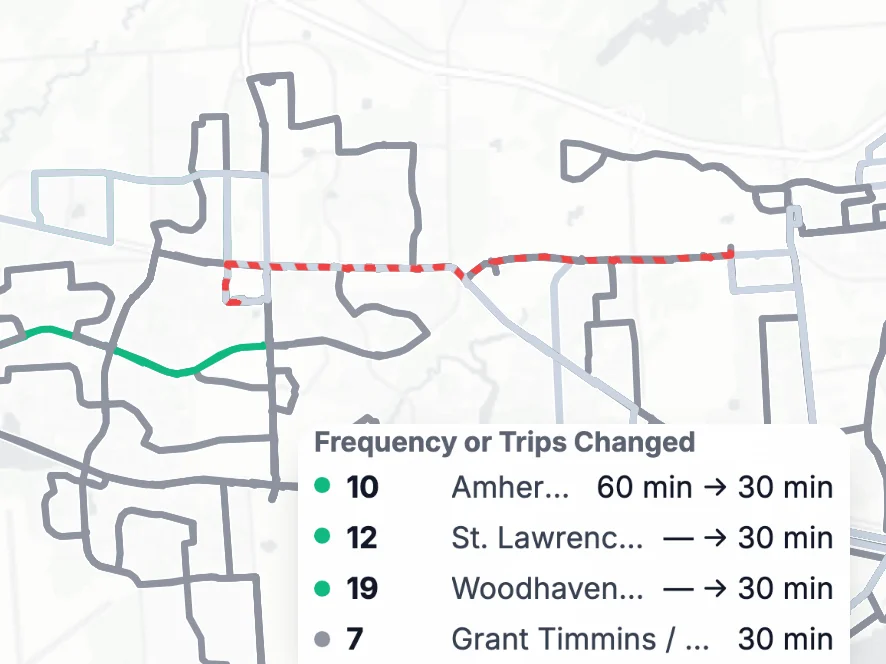 Frequency or Trips Changed
10 Amher... 60 min → 30 min
12 St. Lawrenc... — → 30 min
19 Woodhaven... — → 30 min
7 Grant Timmins / ... 30 min